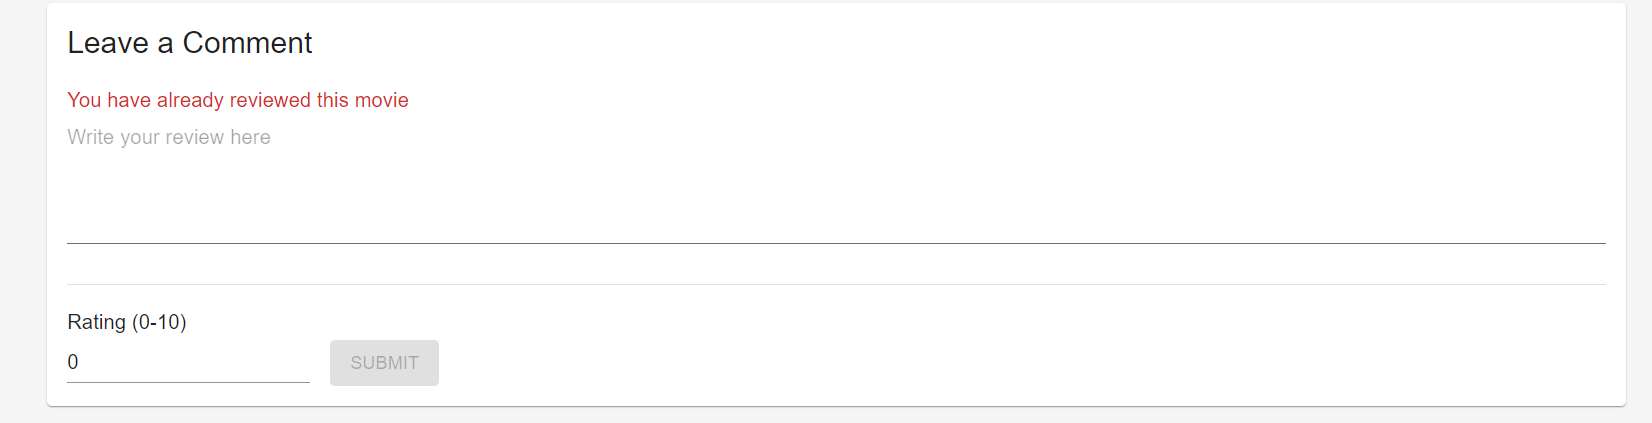 Leave a Comment
You have already reviewed this movie
Write your review here
Rating (0-10)
0
SUBMIT